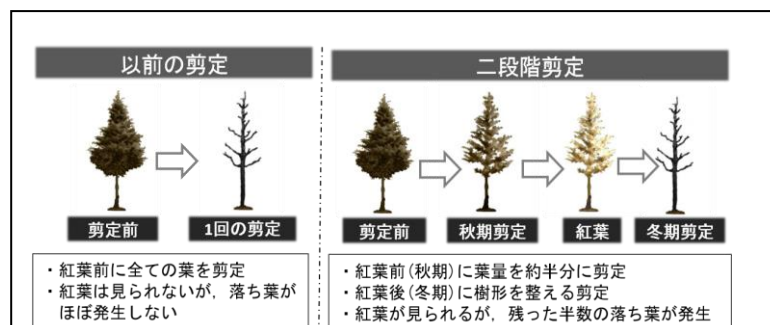 以前の剪定
剪定前
1回の剪定
・紅葉前に全ての葉を剪定
・紅葉は見られないが，落ち葉が
ほぼ発生しない
二段階剪定
剪定前
秋期剪定
紅葉
冬期剪定
・紅葉前(秋期)に葉量を約半分に剪定
・紅葉後(冬期)に樹形を整える剪定
・紅葉が見られるが，残った半数の落ち葉が発生